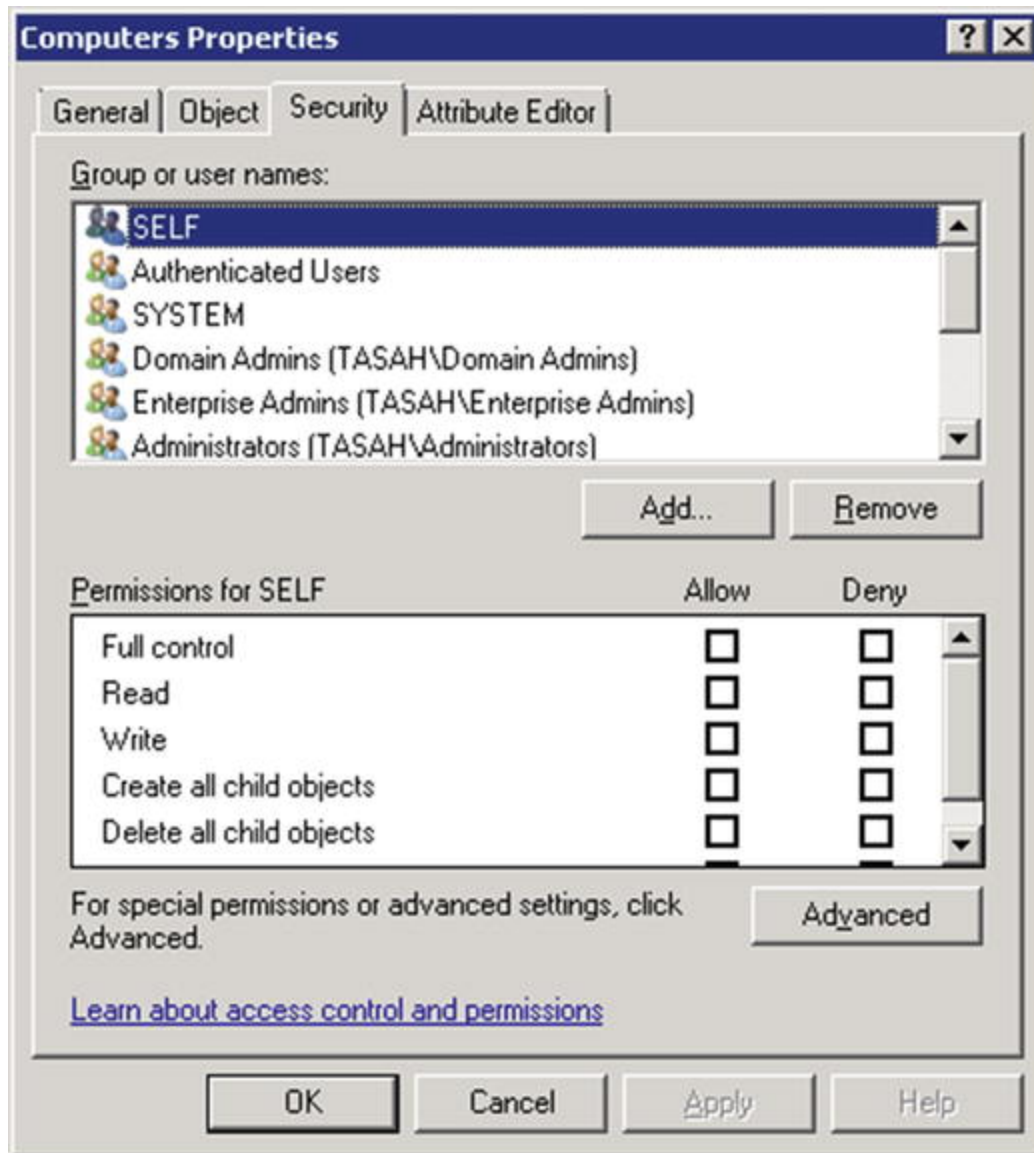 Computers Properties
General Object Security Attribute Editor
Group or user names:
SELF
Authenticated Users
SYSTEM
Domain Admins (TASAH\Domain Admins)
Enterprise Admins (TASAH\Enterprise Admins)
Administrators (TASAH\Administrators)
Add... Remove
Permissions for SELF Allow Deny
Full control
Read
Write
Create all child objects
Delete all child objects
For special permissions or advanced settings, click
Advanced.
Advanced
Learn about access control and permissions
OK Cancel Apply Help